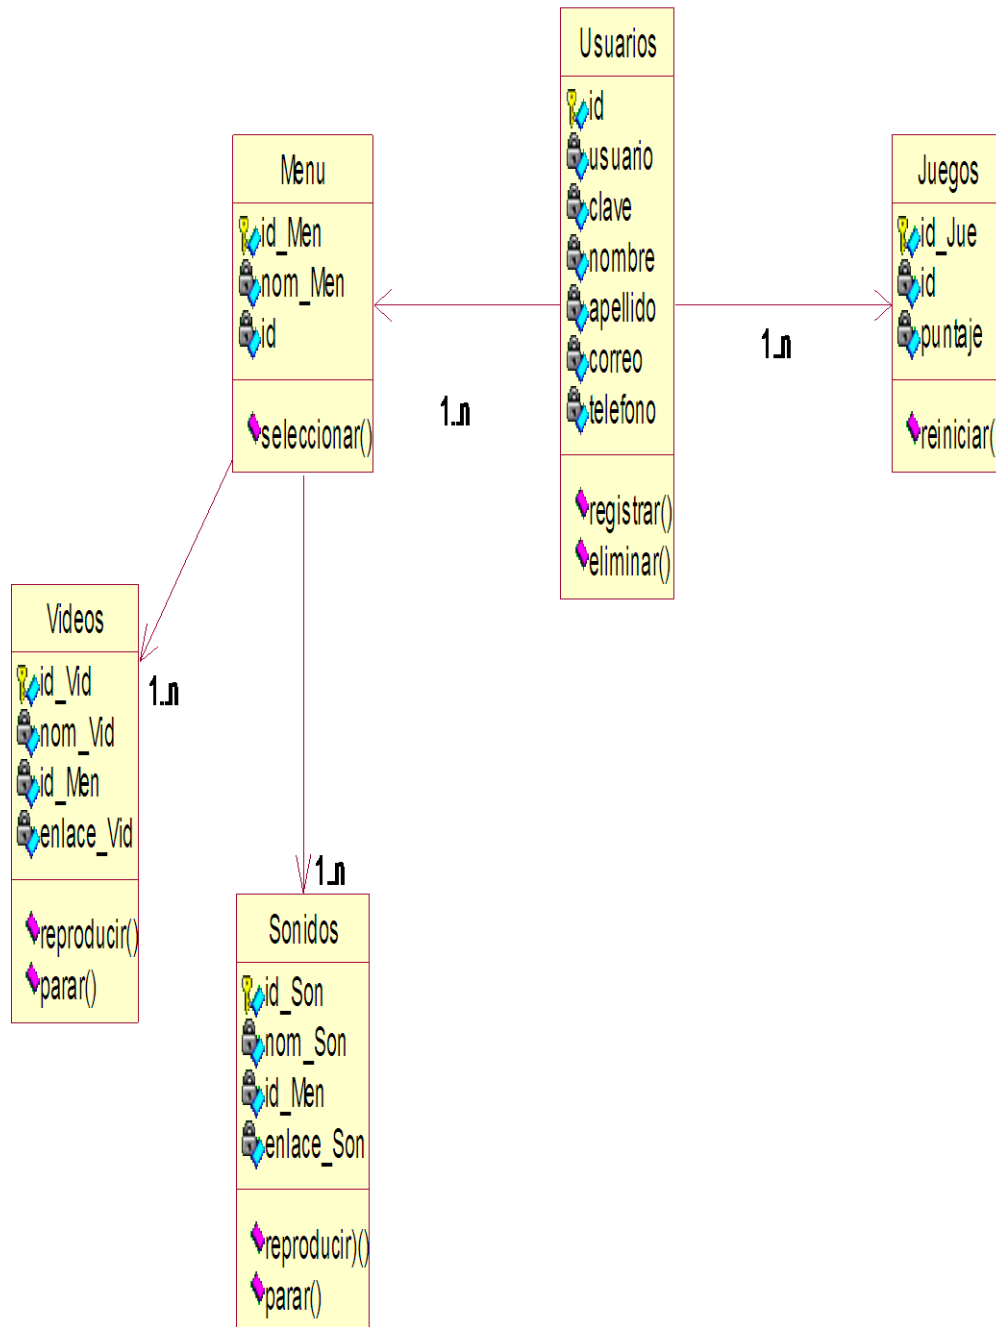 Usuarios
id
usuario
clave
nombre
apellido
correo
telefono
registrar()
eliminar()
Menu
id_Men
nom_Men
id
seleccionar()
1..n
Juegos
id_Jue
id
puntaje
reiniciar(
1..n
Videos
id_Vid
nom_Vid
id_Men
enlace_Vid
reproducir()
parar()
1..n
Sonidos
id_Son
nom_Son
id_Men
enlace_Son
reproducir)()
parar()
1..n